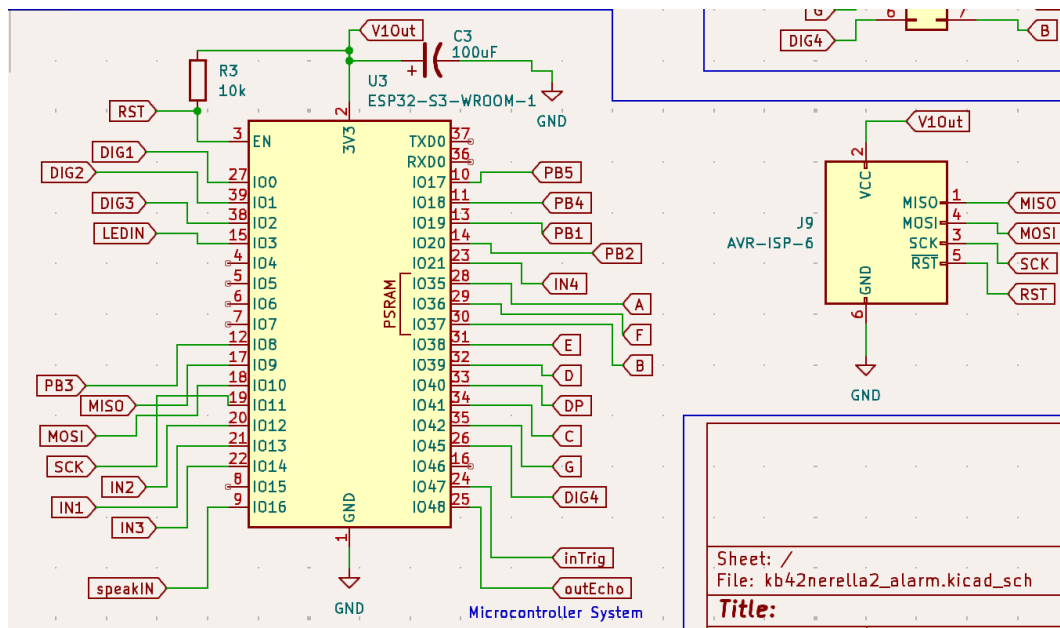 G
6
7
B
DIG4
V1Out
C3
100uF
+
R3
10k
U3
ESP32-S3-WROOM-1
GND
RST
2
3V3
3
EN
TXD0
37
RXD0
36
DIG1
27
IO0
IO17
10
PB5
DIG2
39
IO1
IO18
11
PB4
DIG3
38
IO2
IO19
13
PB1
LEDIN
15
IO3
IO20
14
PB2
4
IO4
IO21
23
IN4
5
IO5
IO35
28
A
6
IO6
IO36
29
F
7
IO7
IO37
30
B
PSRAM
12
IO8
IO38
31
E
17
IO9
IO39
32
D
PB3
18
IO10
IO40
33
DP
MISO
19
IO11
IO41
34
C
MOSI
20
IO12
IO42
35
G
SCK
21
IO13
IO45
26
DIG4
IN2
22
IO14
IO46
16
IN1
8
IO15
IO47
24
inTrig
IN3
9
IO16
IO48
25
outEcho
speakIN
GND
1
GND
Microcontroller System
V1Out
2
VCC
J9
AVR-ISP-6
MISO
1
MISO
MOSI
4
MOSI
SCK
3
SCK
RST
5
RST
GND
6
GND
Sheet: /
File: kb42nerella2_alarm.kicad_sch
Title: